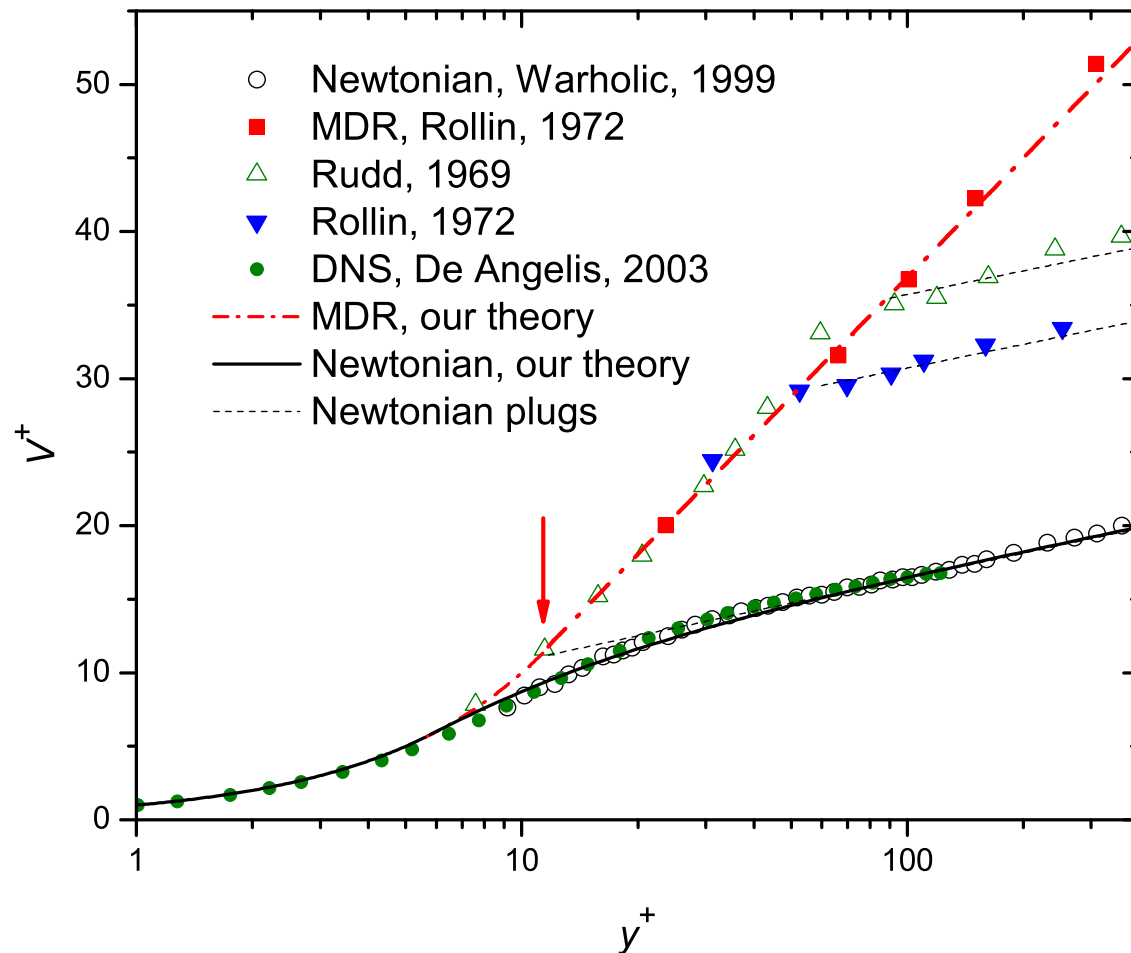 50
40
30
20
10
0
V+
Newtonian, Warholic, 1999
MDR, Rollin, 1972
Rudd, 1969
Rollin, 1972
DNS, De Angelis, 2003
MDR, our theory
Newtonian, our theory
Newtonian plugs
1 10 100
y+